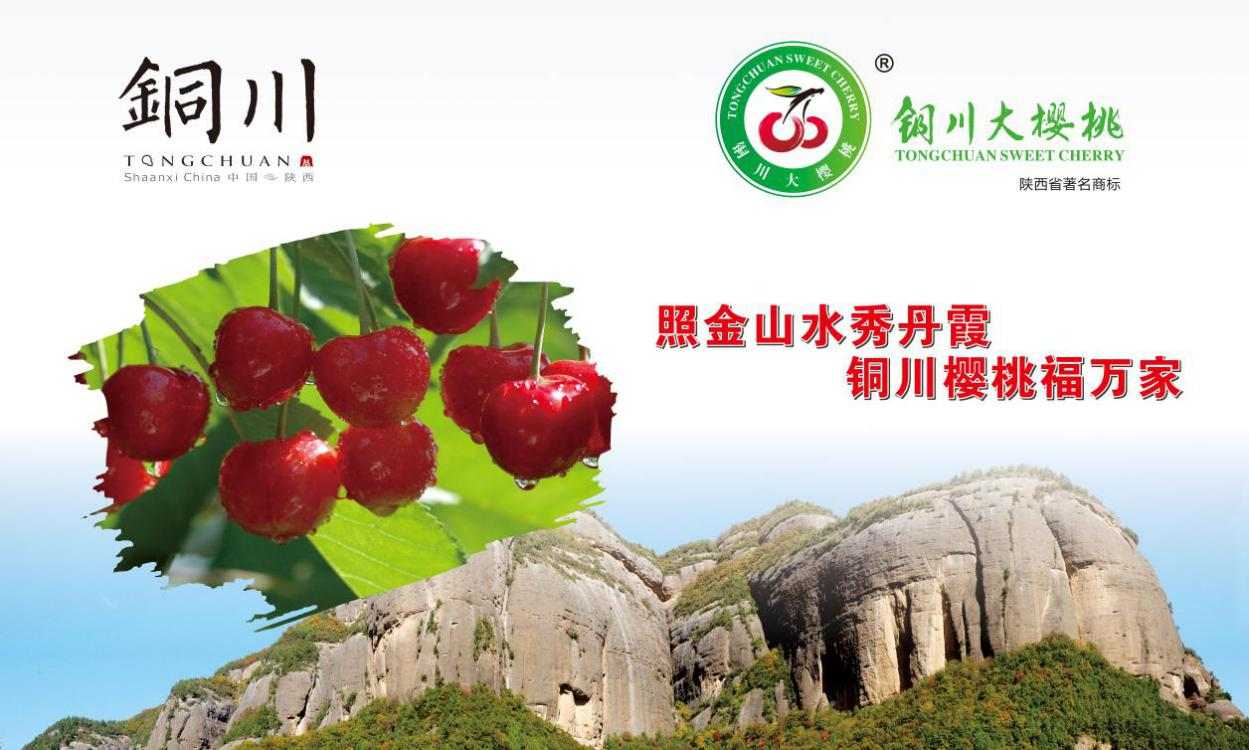 銅川
TONGCHUAN
Shaanxi China 中国 陕西
TONGCHUAN SWEET CHERRY
铜川大樱桃
®
铜川大樱桃
TONGCHUAN SWEET CHERRY
陕西省著名商标
照金山水秀丹霞
铜川樱桃福万家